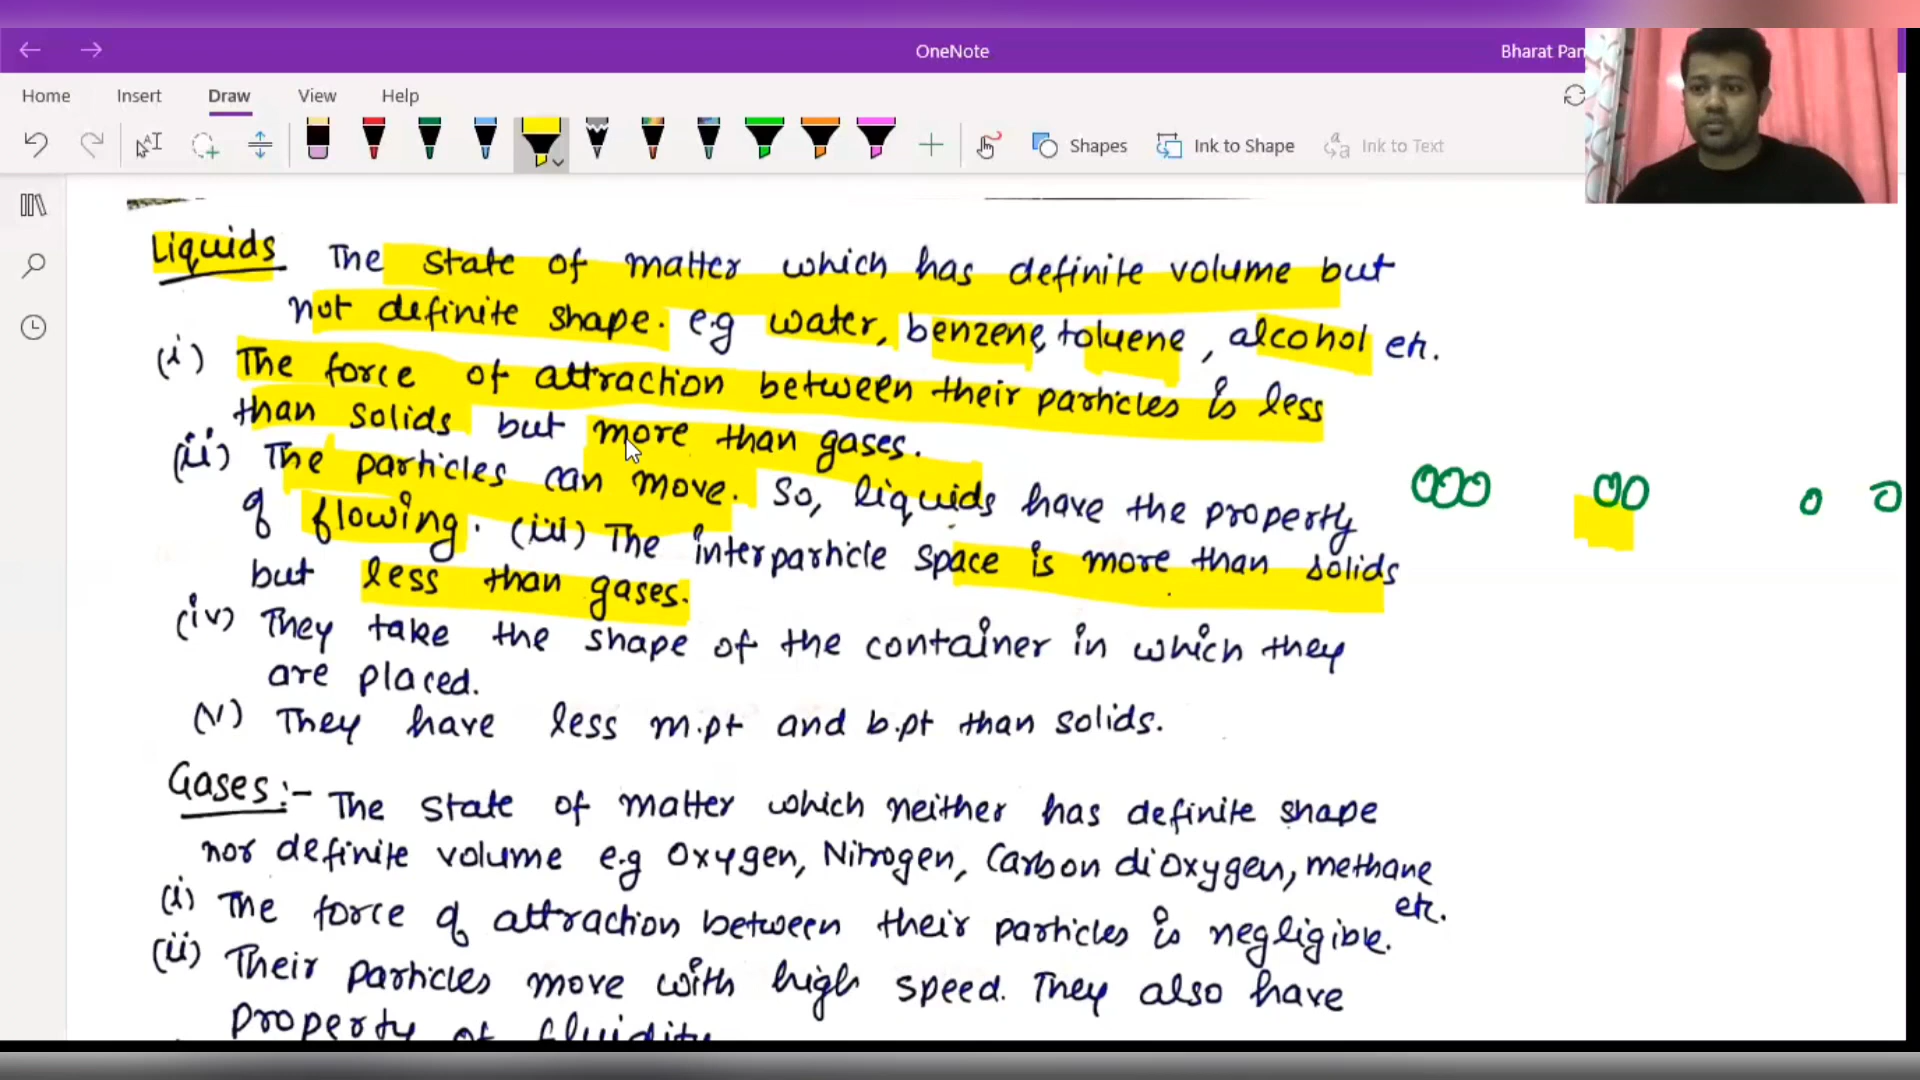 OneNote
Bharat Pan
Home Insert Draw View Help
Shapes Ink to Shape Ink to Text
Liquids The state of matter which has definite volume but
not definite shape. e.g water, benzene, toluene, alcohol etc.
(i) The force of attraction between their particles is less
than solids but more than gases.
(ii) The particles can move. So, liquids have the property
of flowing. (iii) The interparticle space is more than solids
but less than gases.
(iv) They take the shape of the container in which they
are placed.
(v) They have less m.pt and b.pt than solids.
Gases:- The state of matter which neither has definite shape
nor definite volume e.g Oxygen, Nitrogen, Carbon dioxygen, methane
etc.
(i) The force of attraction between their particles is negligible.
(ii) Their particles move with high speed. They also have
property of fluidity